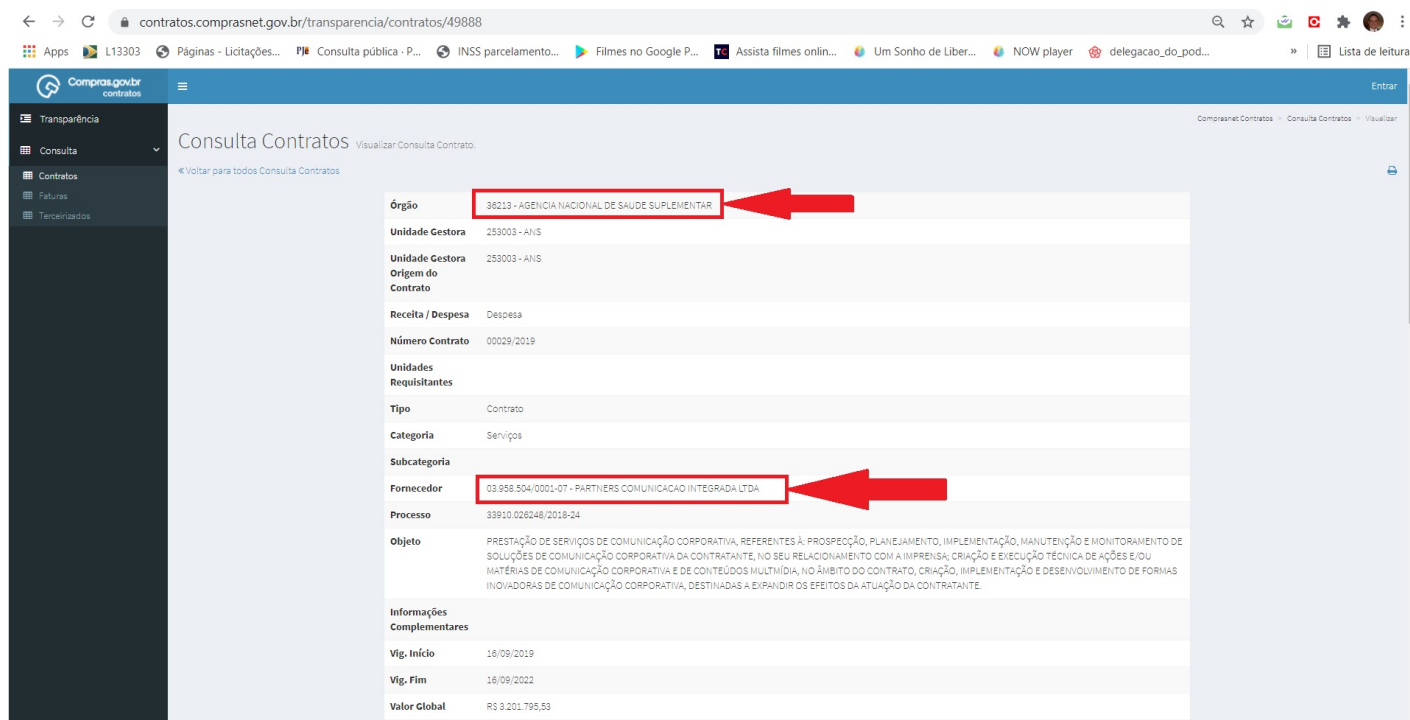 contratos.comprasnet.gov.br/transparencia/contratos/49888
Apps L13303 Páginas - Licitações... PJe Consulta pública · P... INSS parcelamento... Filmes no Google P... TC Assista filmes onlin... Um Sonho de Liber... NOW player delegacao_do_pod... » Lista de leitura
Compras.gov.br
contratos
Entrar
Transparência
Consulta
Contratos
Faturas
Terceirizados
Comprasnet Contratos > Consulta Contratos > Visualizar
Consulta Contratos Visualizar Consulta Contrato.
«Voltar para todos Consulta Contratos
Órgão 36213 - AGENCIA NACIONAL DE SAUDE SUPLEMENTAR
Unidade Gestora 253003 - ANS
Unidade Gestora 253003 - ANS
Origem do
Contrato
Receita / Despesa Despesa
Número Contrato 00029/2019
Unidades
Requisitantes
Tipo Contrato
Categoria Serviços
Subcategoria
Fornecedor 03.958.504/0001-07 - PARTNERS COMUNICACAO INTEGRADA LTDA
Processo 33910.026248/2018-24
Objeto PRESTAÇÃO DE SERVIÇOS DE COMUNICAÇÃO CORPORATIVA, REFERENTES À: PROSPECÇÃO, PLANEJAMENTO, IMPLEMENTAÇÃO, MANUTENÇÃO E MONITORAMENTO DE
SOLUÇÕES DE COMUNICAÇÃO CORPORATIVA DA CONTRATANTE, NO SEU RELACIONAMENTO COM A IMPRENSA; CRIAÇÃO E EXECUÇÃO TÉCNICA DE AÇÕES E/OU
MATÉRIAS DE COMUNICAÇÃO CORPORATIVA E DE CONTEÚDOS MULTMÍDIA, NO ÂMBITO DO CONTRATO, CRIAÇÃO, IMPLEMENTAÇÃO E DESENVOLVIMENTO DE FORMAS
INOVADORAS DE COMUNICAÇÃO CORPORATIVA, DESTINADAS A EXPANDIR OS EFEITOS DA ATUAÇÃO DA CONTRATANTE.
Informações
Complementares
Vig. Início 16/09/2019
Vig. Fim 16/09/2022
Valor Global R$ 3.201.795,53